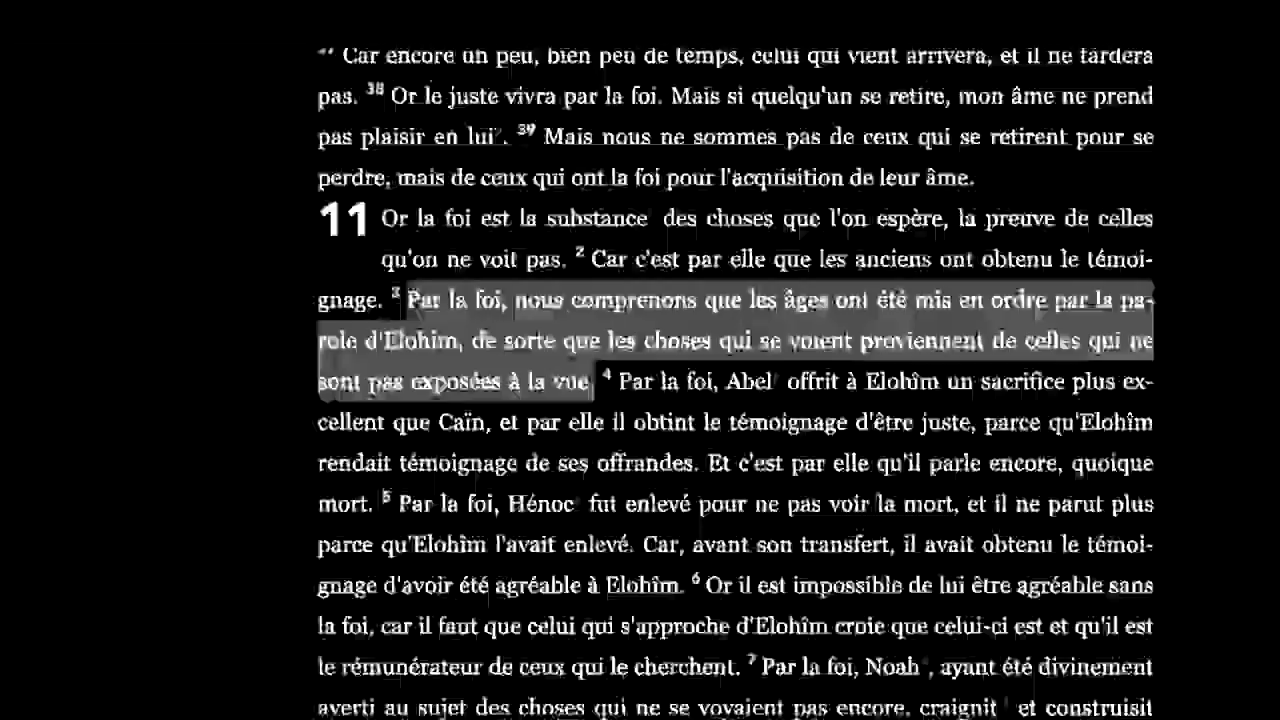 ³⁷ Car encore un peu, bien peu de temps, celui qui vient arrivera, et il ne tardera
pas. ³⁸ Or le juste vivra par la foi. Mais si quelqu'un se retire, mon âme ne prend
pas plaisir en lui . ³⁹ Mais nous ne sommes pas de ceux qui se retirent pour se
perdre, mais de ceux qui ont la foi pour l'acquisition de leur âme.
11 Or la foi est la substance des choses que l'on espère, la preuve de celles
qu'on ne voit pas. ² Car c'est par elle que les anciens ont obtenu le témoi-
gnage. ³ Par la foi, nous comprenons que les âges ont été mis en ordre par la pa-
role d'Elohîm, de sorte que les choses qui se voient proviennent de celles qui ne
sont pas exposées à la vue ⁴ Par la foi, Abel offrit à Elohîm un sacrifice plus ex-
cellent que Caïn, et par elle il obtint le témoignage d'être juste, parce qu'Elohîm
rendait témoignage de ses offrandes. Et c'est par elle qu'il parle encore, quoique
mort. ⁵ Par la foi, Hénoc fut enlevé pour ne pas voir la mort, et il ne parut plus
parce qu'Elohîm l'avait enlevé. Car, avant son transfert, il avait obtenu le témoi-
gnage d'avoir été agréable à Elohîm. ⁶ Or il est impossible de lui être agréable sans
la foi, car il faut que celui qui s'approche d'Elohîm croie que celui-ci est et qu'il est
le rémunérateur de ceux qui le cherchent. ⁷ Par la foi, Noah , ayant été divinement
averti au sujet des choses qui ne se voyaient pas encore, craignit et construisit